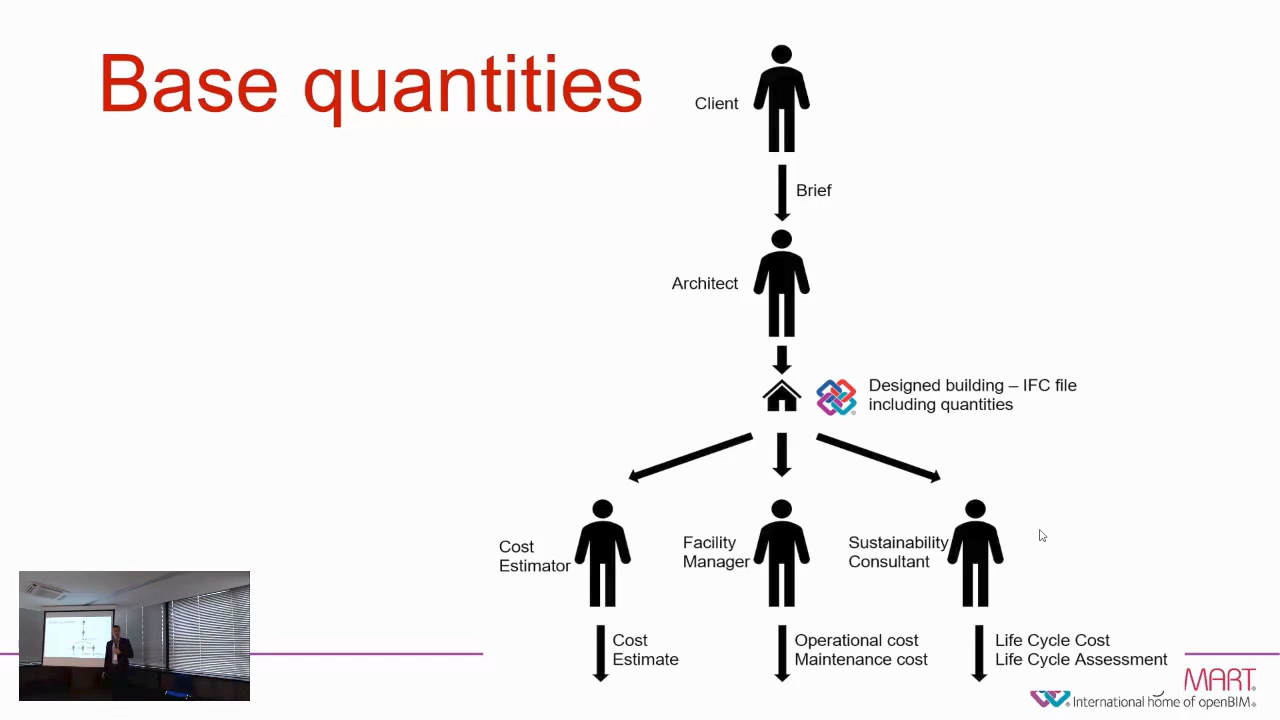 Base quantities
Client
Brief
Architect
Designed building – IFC file
including quantities
Cost
Estimator
Facility
Manager
Sustainability
Consultant
Cost
Estimate
Operational cost
Maintenance cost
Life Cycle Cost
Life Cycle Assessment
MART
International home of openBIM